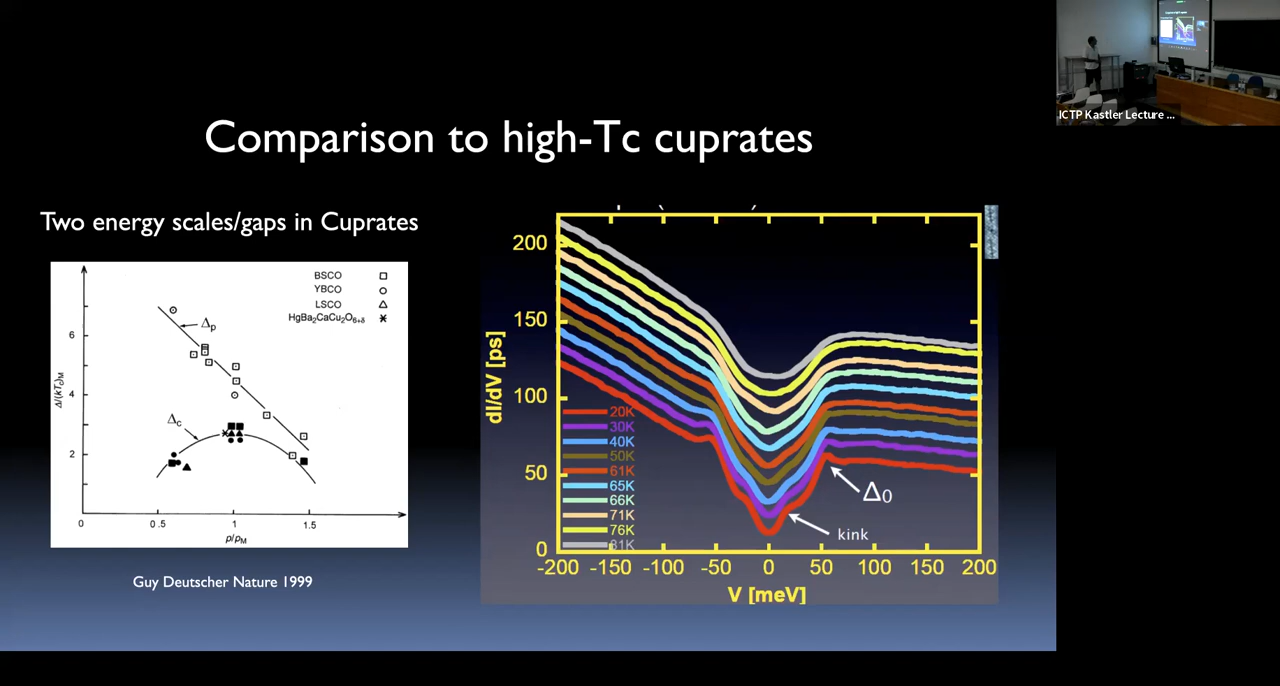 Comparison to high-Tc cuprates
ICTP Kastler Lecture ...
Two energy scales/gaps in Cuprates
BSCO
YBCO
LSCO
HgBa₂CaCu₂O₆₊δ
Δp
Δc
Δ/(kTc)M
6
4
2
0
0.5
1
1.5
p/pM
Guy Deutscher Nature 1999
200
150
100
50
0
dI/dV [ps]
20K
30K
40K
50K
61K
65K
66K
71K
76K
81K
Δ₀
kink
-200 -150 -100 -50 0 50 100 150 200
V [meV]